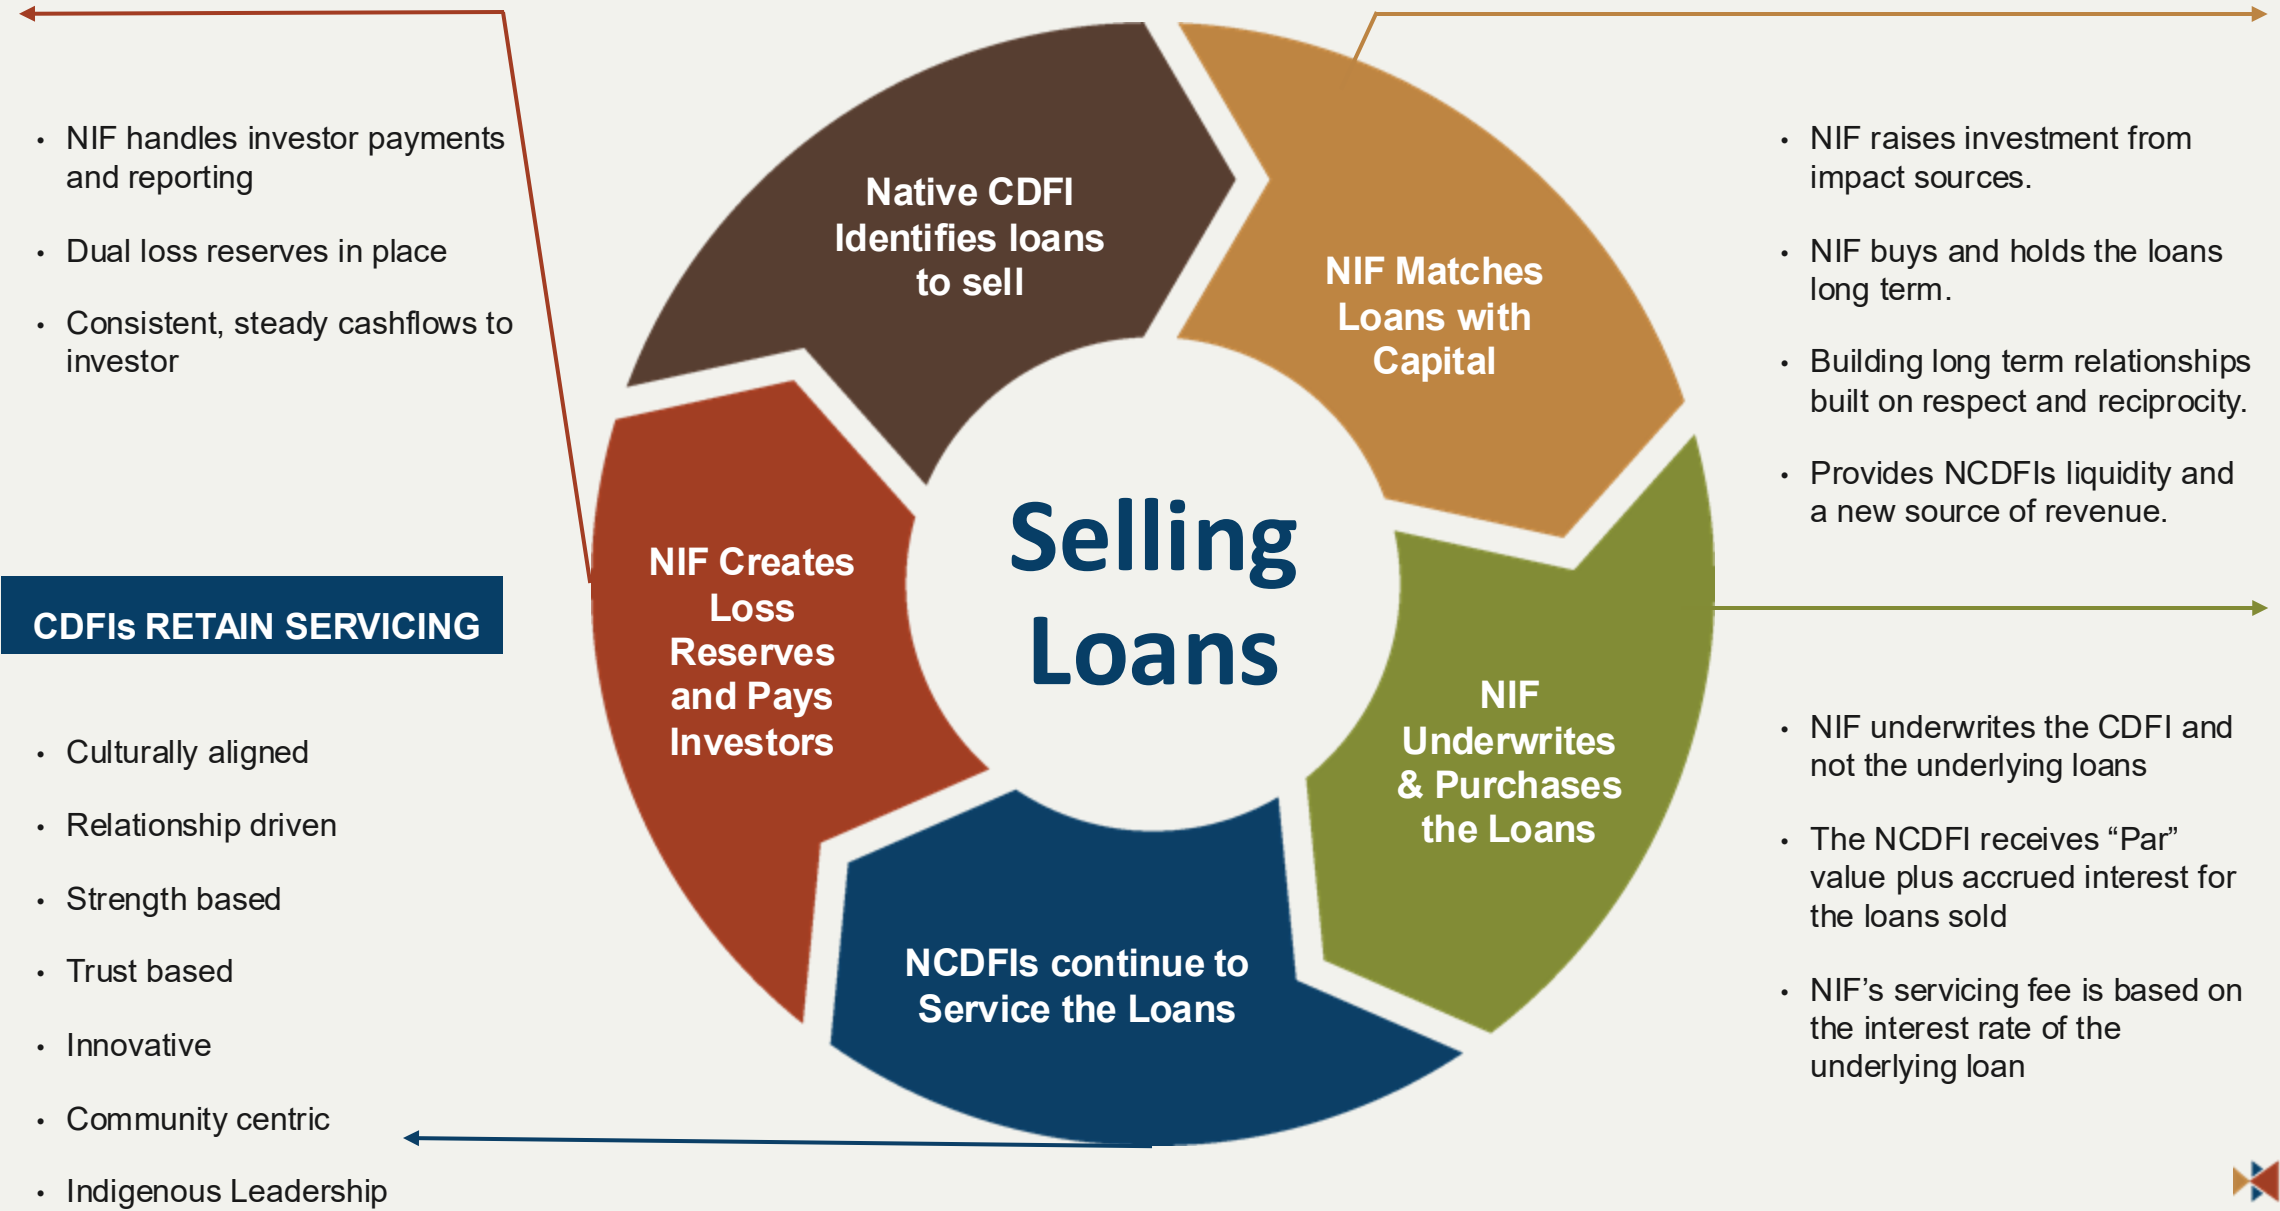 NIF handles investor payments
and reporting
Dual loss reserves in place
Consistent, steady cashflows to
investor
CDFIs RETAIN SERVICING
Culturally aligned
Relationship driven
Strength based
Trust based
Innovative
Community centric
Indigenous Leadership
Native CDFI
Identifies loans
to sell
NIF Matches
Loans with
Capital
NIF
Underwrites
& Purchases
the Loans
NCDFIs continue to
Service the Loans
NIF Creates
Loss
Reserves
and Pays
Investors
Selling
Loans
NIF raises investment from
impact sources.
NIF buys and holds the loans
long term.
Building long term relationships
built on respect and reciprocity.
Provides NCDFIs liquidity and
a new source of revenue.
NIF underwrites the CDFI and
not the underlying loans
The NCDFI receives “Par”
value plus accrued interest for
the loans sold
NIF’s servicing fee is based on
the interest rate of the
underlying loan